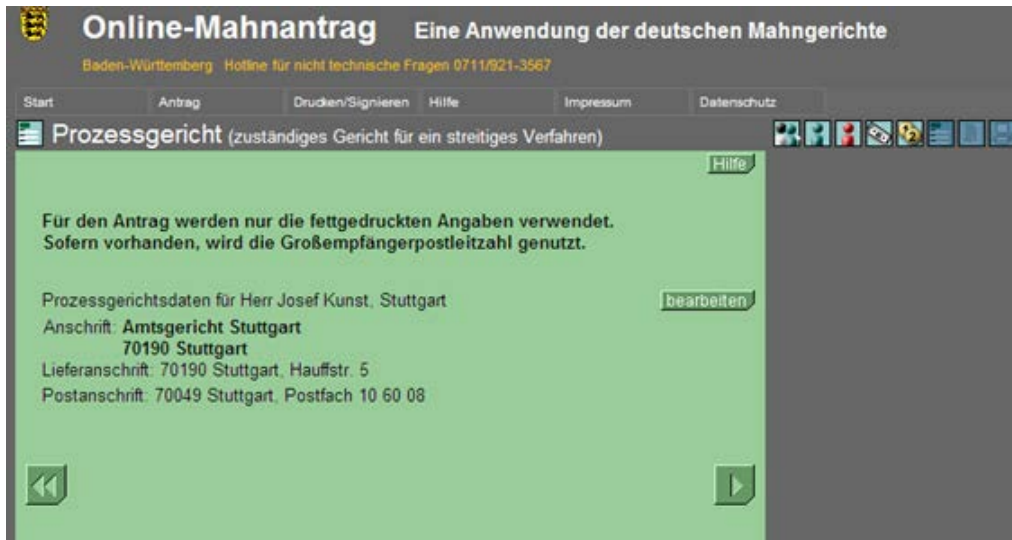 Online-Mahnantrag Eine Anwendung der deutschen Mahngerichte
Baden-Württemberg Hotline für nicht technische Fragen 0711/921-3567
Start Antrag Drucken/Signieren Hilfe Impressum Datenschutz
Prozessgericht (zuständiges Gericht für ein streitiges Verfahren)
Hilfe
Für den Antrag werden nur die fettgedruckten Angaben verwendet.
Sofern vorhanden, wird die Großempfängerpostleitzahl genutzt.
Prozessgerichtsdaten für Herr Josef Kunst, Stuttgart bearbeiten
Anschrift: Amtsgericht Stuttgart
70190 Stuttgart
Lieferanschrift: 70190 Stuttgart, Hauffstr. 5
Postanschrift: 70049 Stuttgart, Postfach 10 60 08